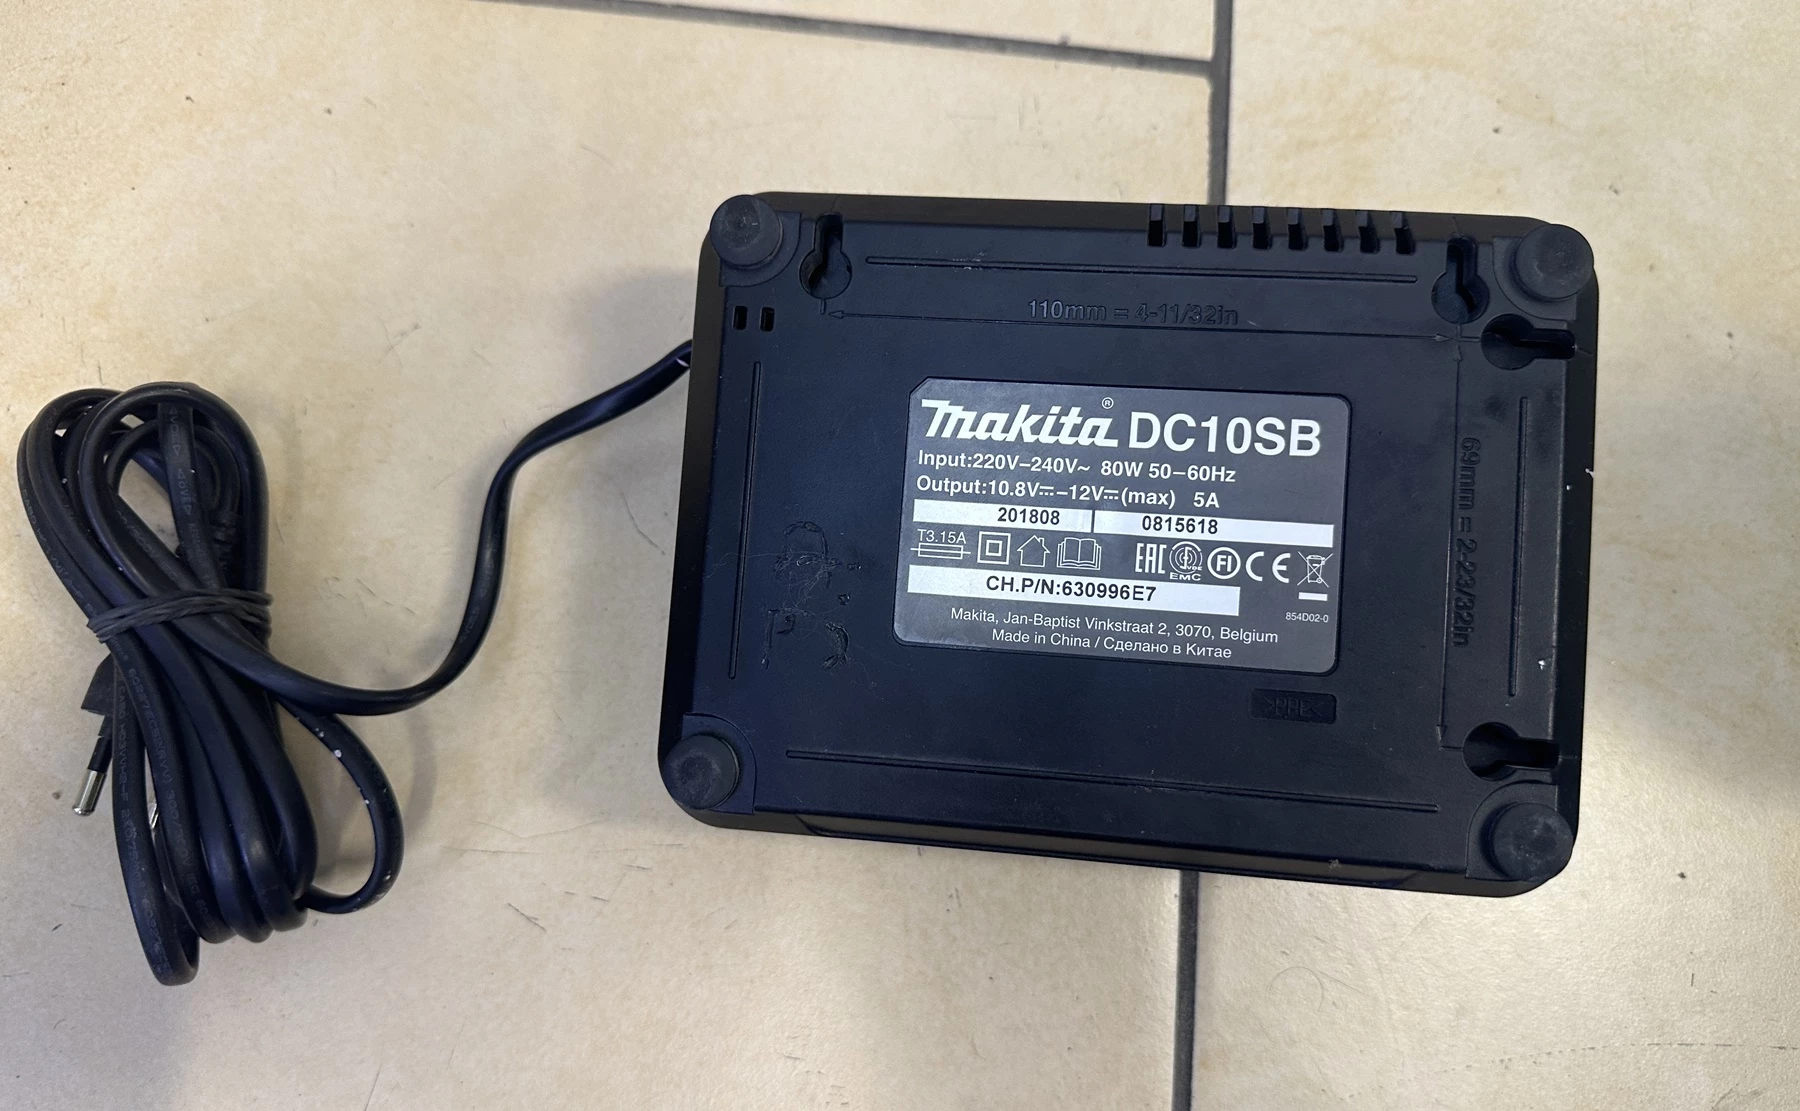 110mm = 4-11/32in
69mm = 2-23/32in
makita® DC10SB
Input:220V–240V~ 80W 50–60Hz
Output:10.8V⎓–12V⎓(max) 5A
201808 0815618
T3.15A
EAC VDE EMC FI CE
CH.P/N:630996E7
854D02-0
Makita, Jan-Baptist Vinkstraat 2, 3070, Belgium
Made in China / Сделано в Китае